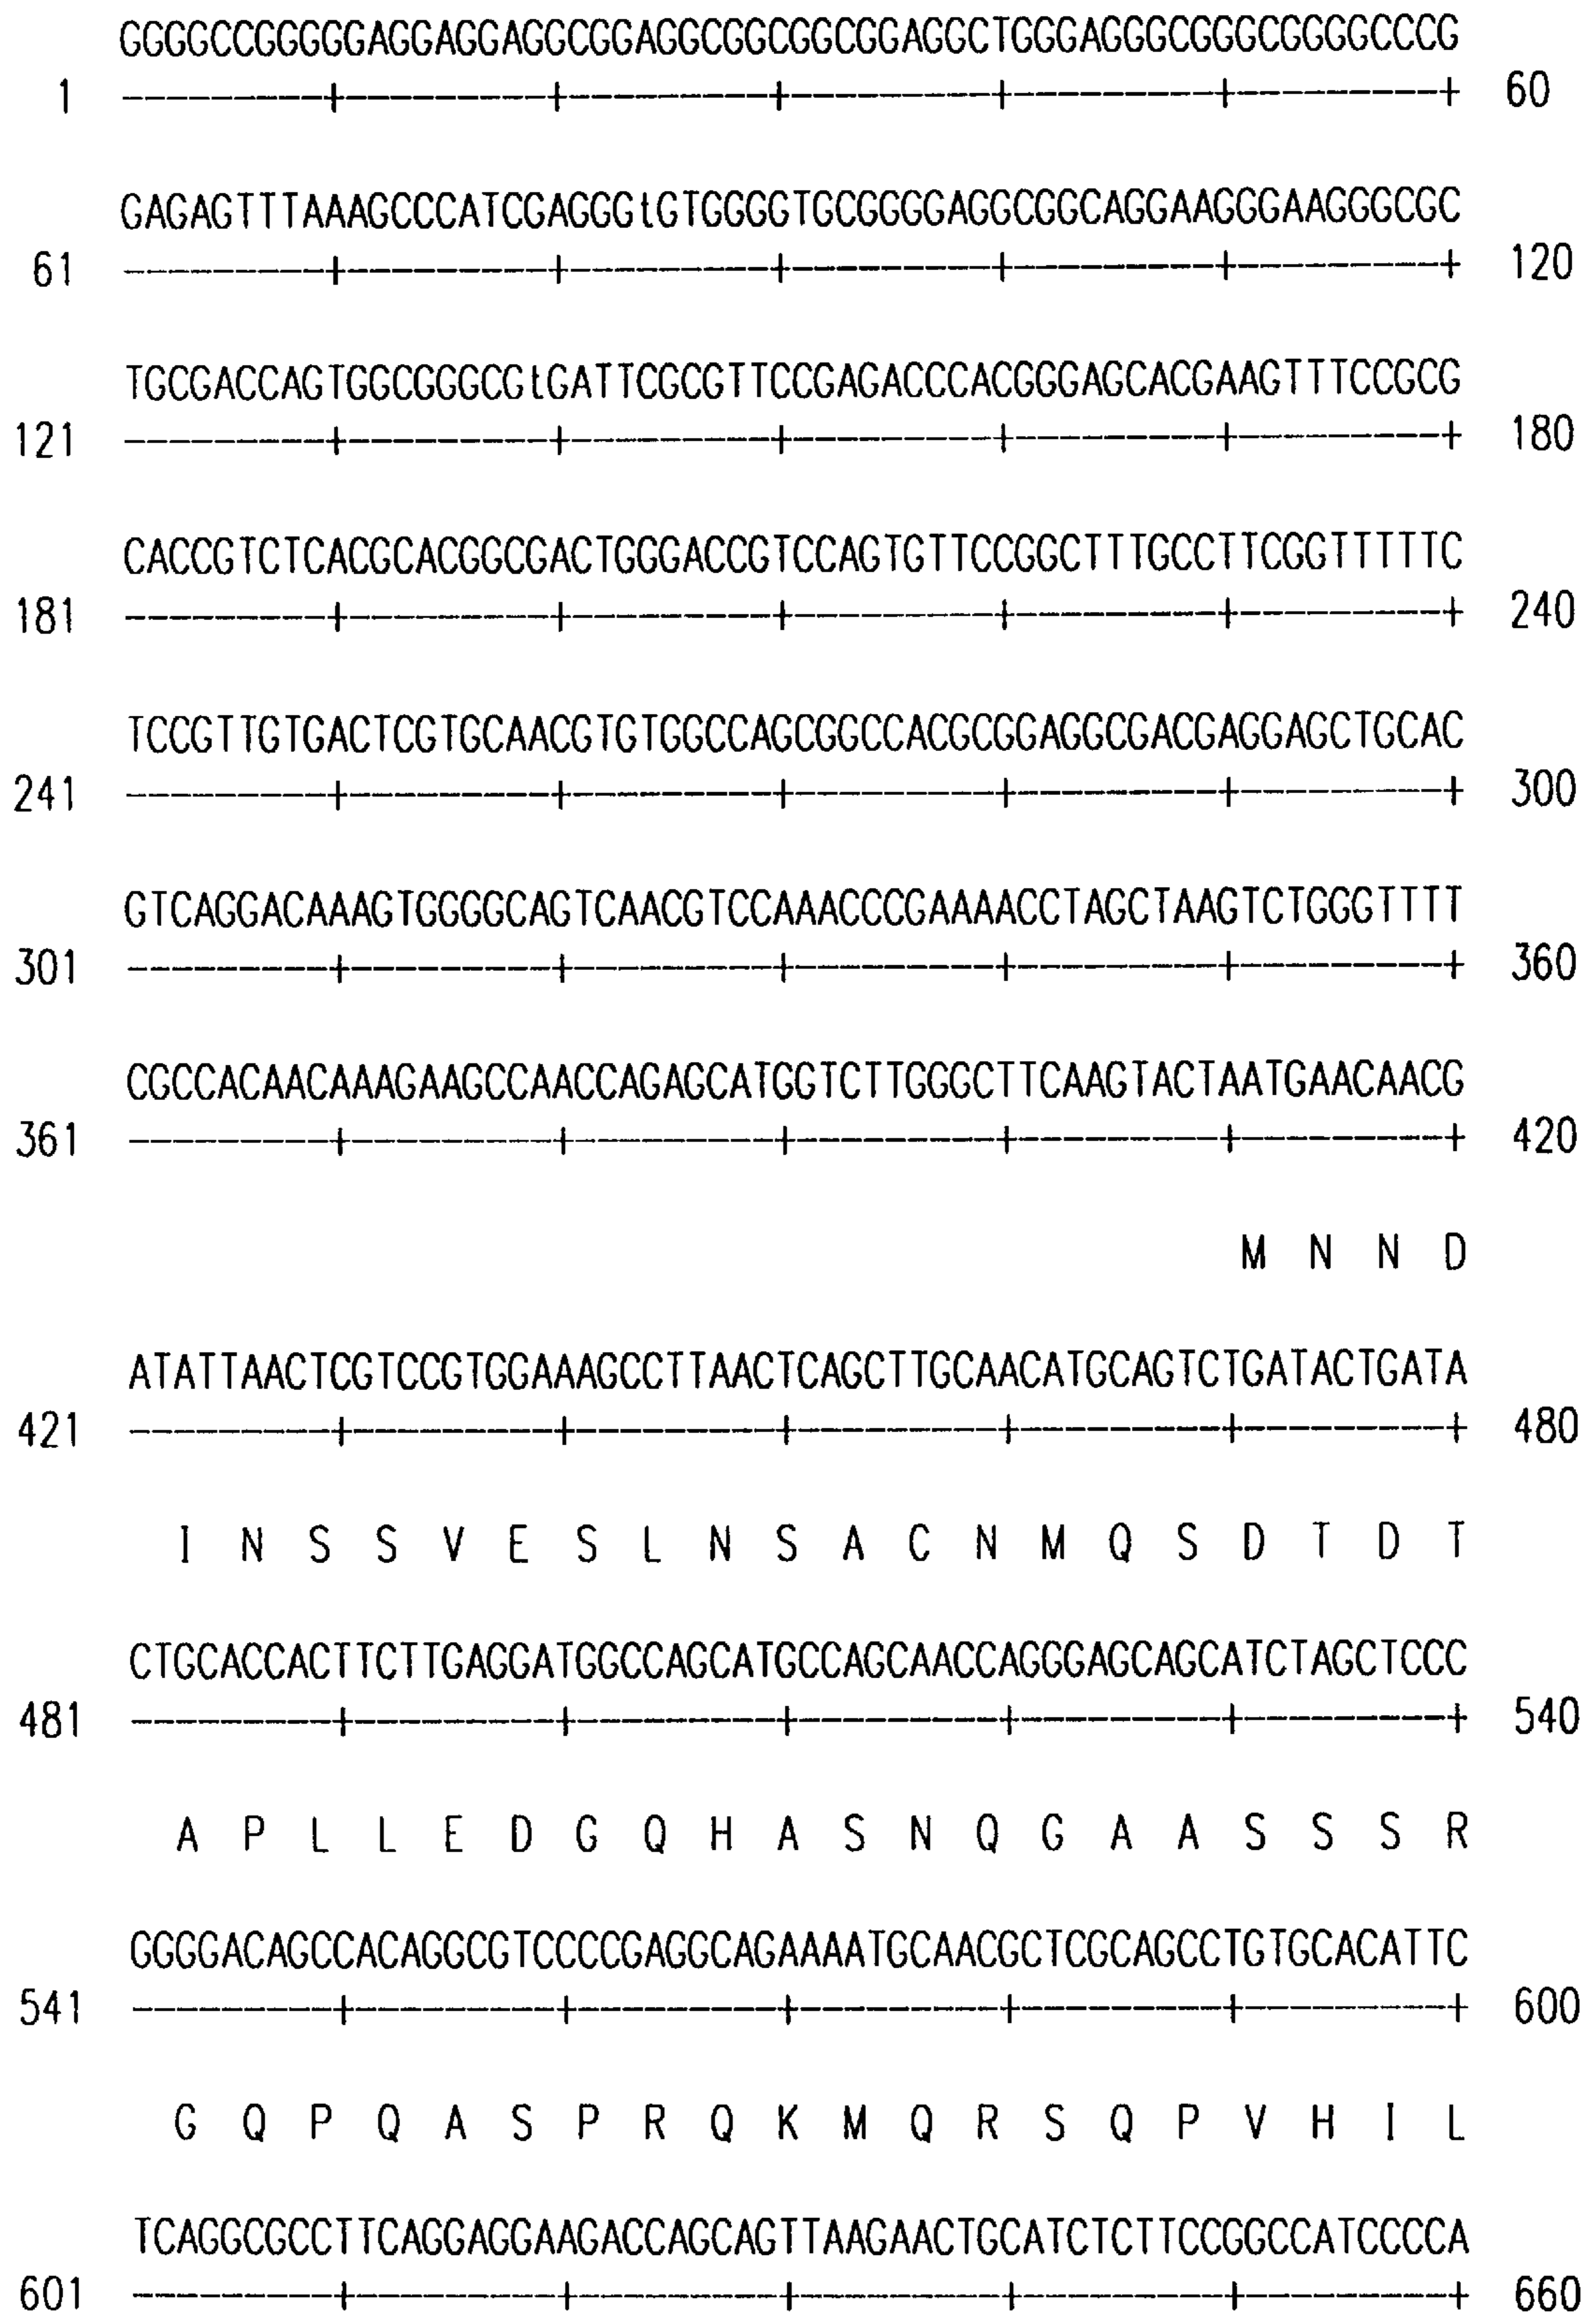 GGGGCCGGGGGAGGAGGAGGCGGAGGCGGCGGCGGAGGCTGGGAGGGCGGGCGGGGCCCG
1 ---------+---------+---------+---------+---------+---------+ 60
GAGAGTTTAAAGCCCATCGAGGGtGTGGGGTGCGGGGAGGCGGCAGGAAGGGAAGGGCGC
61 ---------+---------+---------+---------+---------+---------+ 120
TGCGACCAGTGGCGGGCGtGATTCGCGTTCCGAGACCCACGGGAGCACGAAGTTTCCGCG
121 ---------+---------+---------+---------+---------+---------+ 180
CACCGTCTCACGCACGGCGACTGGGACCGTCCAGTGTTCCGGCTTTGCCTTCGGTTTTTC
181 ---------+---------+---------+---------+---------+---------+ 240
TCCGTTGTGACTCGTGCAACGTGTGGCCAGCGGCCACGCGGAGGCGACGAGGAGCTGCAC
241 ---------+---------+---------+---------+---------+---------+ 300
GTCAGGACAAAGTGGGGCAGTCAACGTCCAAACCCGAAAACCTAGCTAAGTCTGGGTTTT
301 ---------+---------+---------+---------+---------+---------+ 360
CGCCACAACAAAGAAGCCAACCAGAGCATGGTCTTGGGCTTCAAGTACTAATGAACAACG
361 ---------+---------+---------+---------+---------+---------+ 420
M N N D
ATATTAACTCGTCCGTGGAAAGCCTTAACTCAGCTTGCAACATGCAGTCTGATACTGATA
421 ---------+---------+---------+---------+---------+---------+ 480
I N S S V E S L N S A C N M Q S D T D T
CTGCACCACTTCTTGAGGATGGCCAGCATGCCAGCAACCAGGGAGCAGCATCTAGCTCCC
481 ---------+---------+---------+---------+---------+---------+ 540
A P L L E D G Q H A S N Q G A A S S S R
GGGGACAGCCACAGGCGTCCCCGAGGCAGAAAATGCAACGCTCGCAGCCTGTGCACATTC
541 ---------+---------+---------+---------+---------+---------+ 600
G Q P Q A S P R Q K M Q R S Q P V H I L
TCAGGCGCCTTCAGGAGGAAGACCAGCAGTTAAGAACTGCATCTCTTCCGGCCATCCCCA
601 ---------+---------+---------+---------+---------+---------+ 660